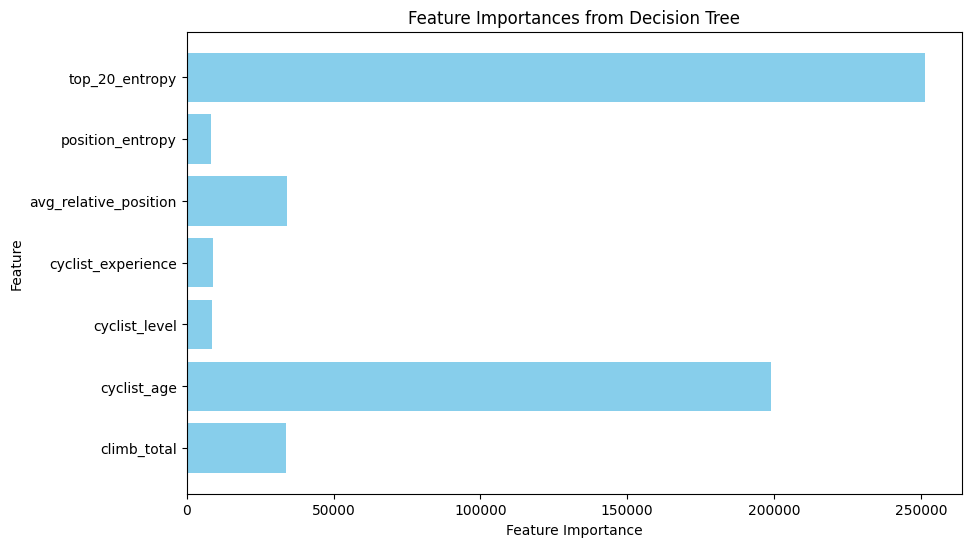 Feature Importances from Decision Tree
Feature
top_20_entropy
position_entropy
avg_relative_position
cyclist_experience
cyclist_level
cyclist_age
climb_total
0 50000 100000 150000 200000 250000
Feature Importance